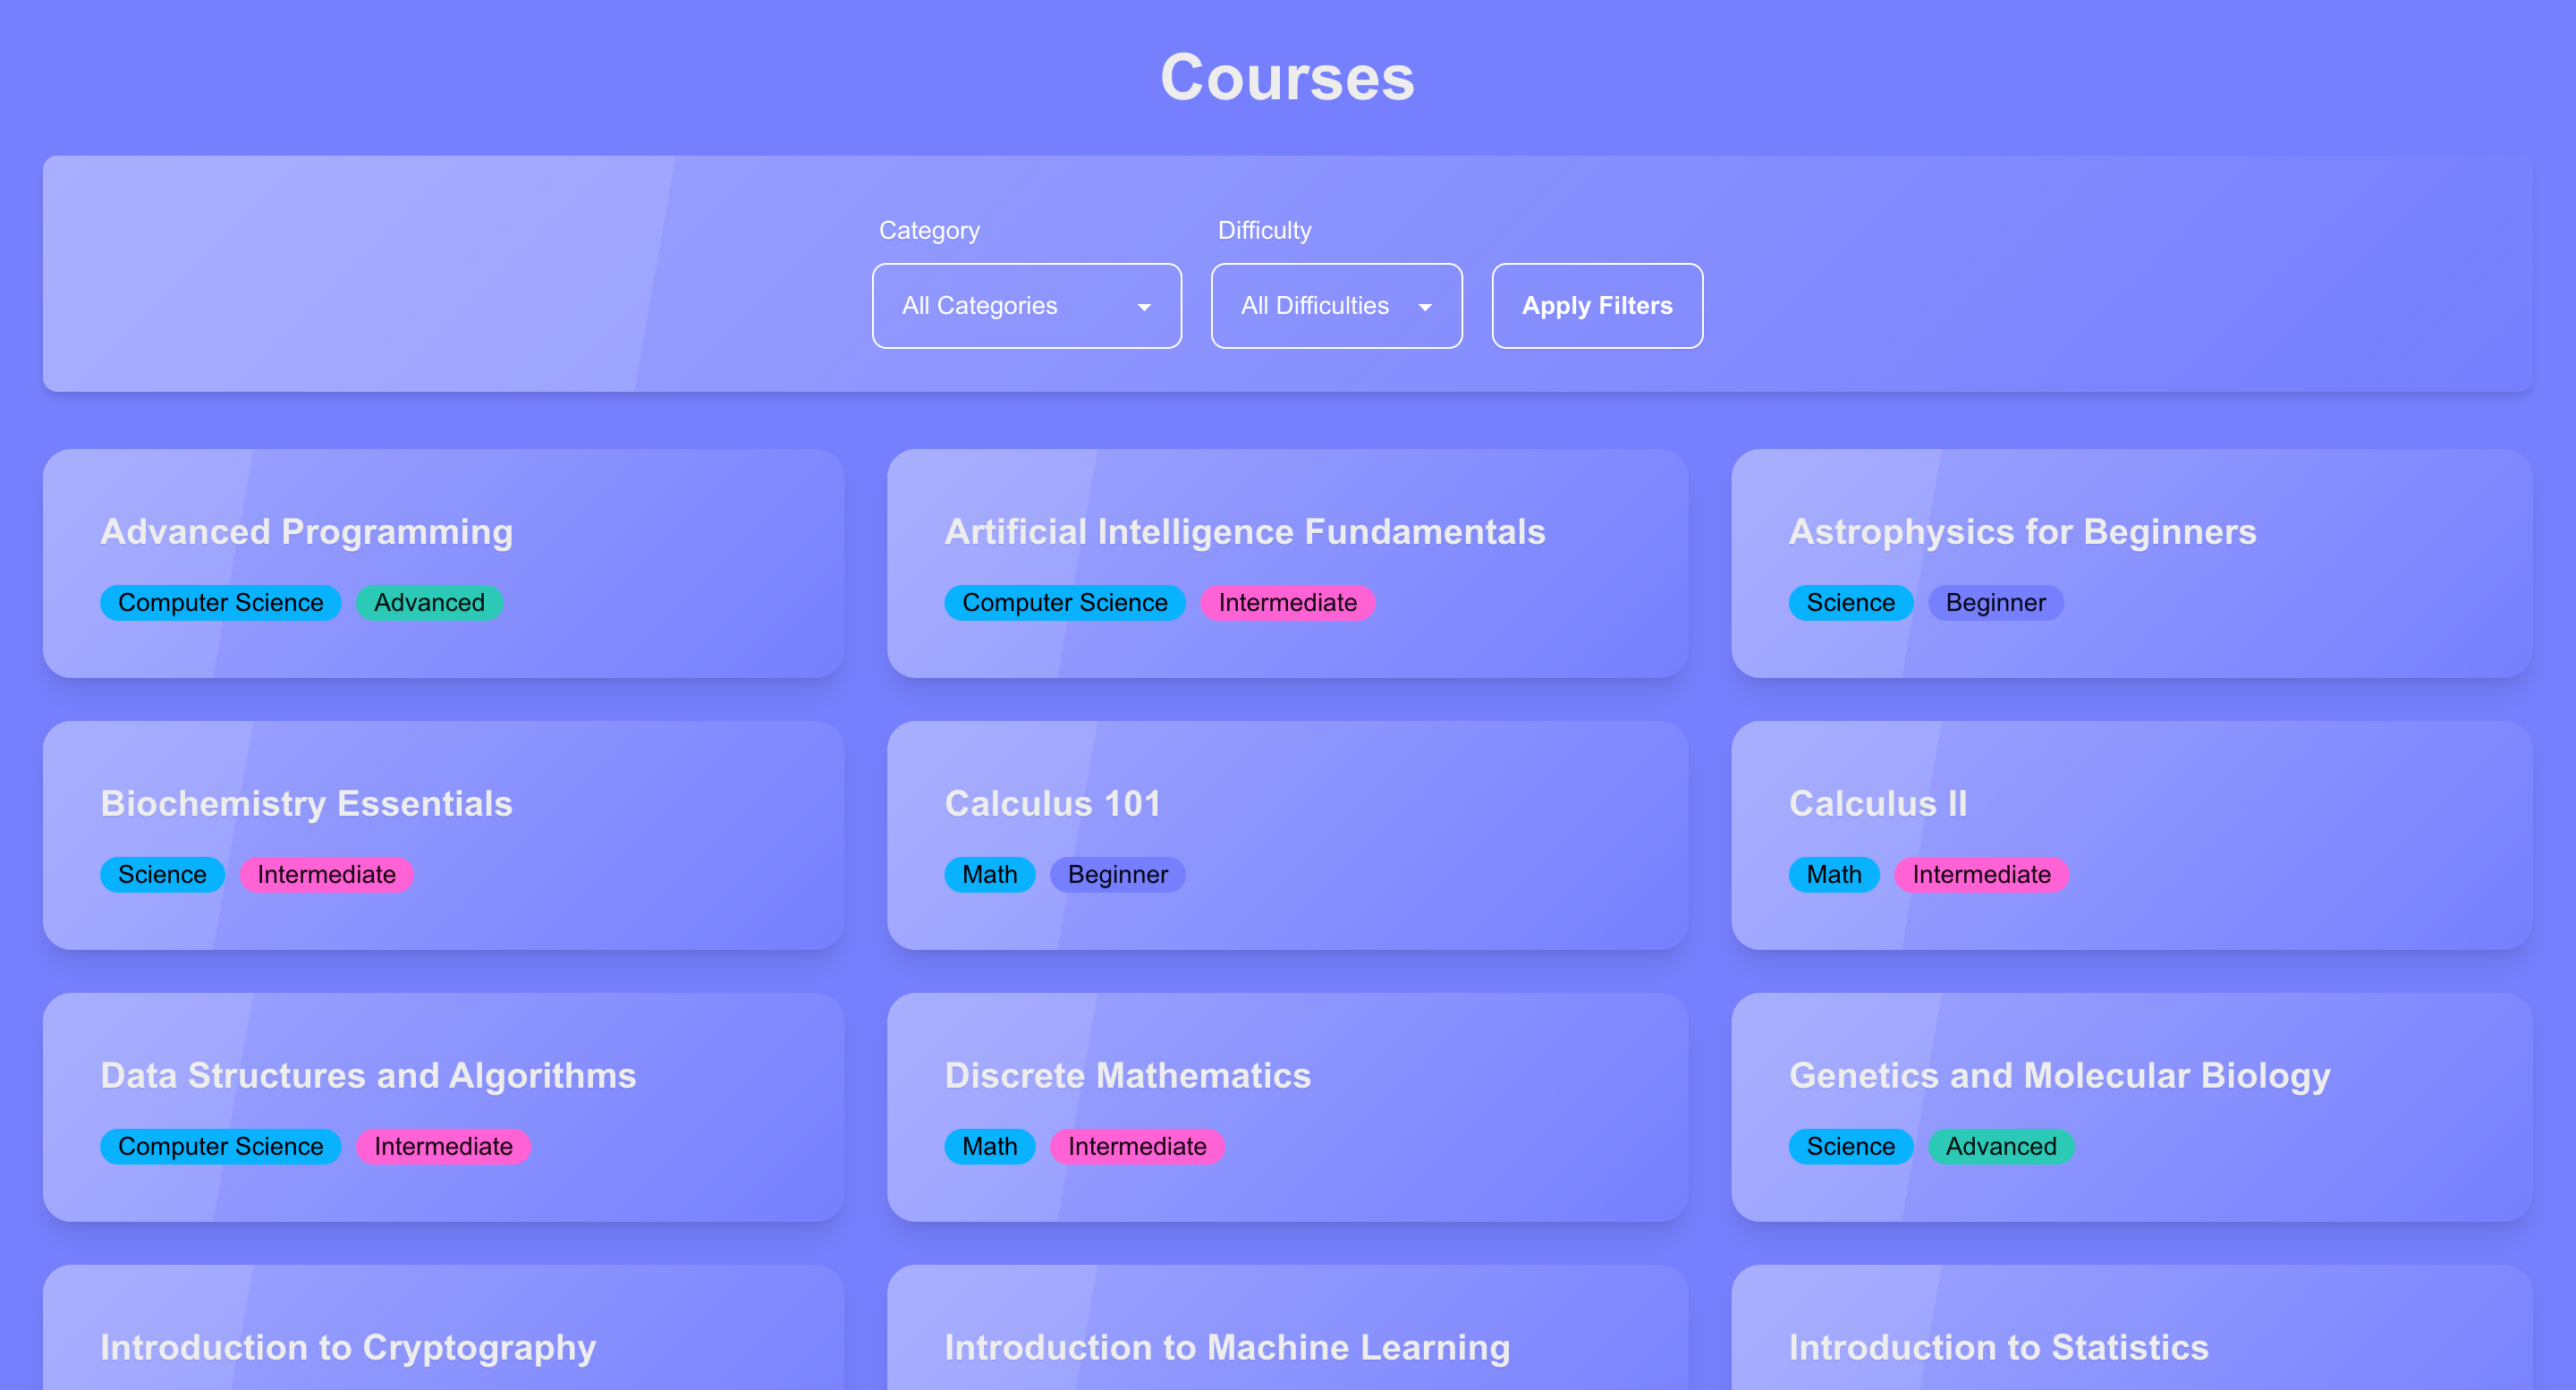 Courses
Category
Difficulty
All Categories
All Difficulties
Apply Filters
Advanced Programming
Computer Science
Advanced
Artificial Intelligence Fundamentals
Computer Science
Intermediate
Astrophysics for Beginners
Science
Beginner
Biochemistry Essentials
Science
Intermediate
Calculus 101
Math
Beginner
Calculus II
Math
Intermediate
Data Structures and Algorithms
Computer Science
Intermediate
Discrete Mathematics
Math
Intermediate
Genetics and Molecular Biology
Science
Advanced
Introduction to Cryptography
Introduction to Machine Learning
Introduction to Statistics